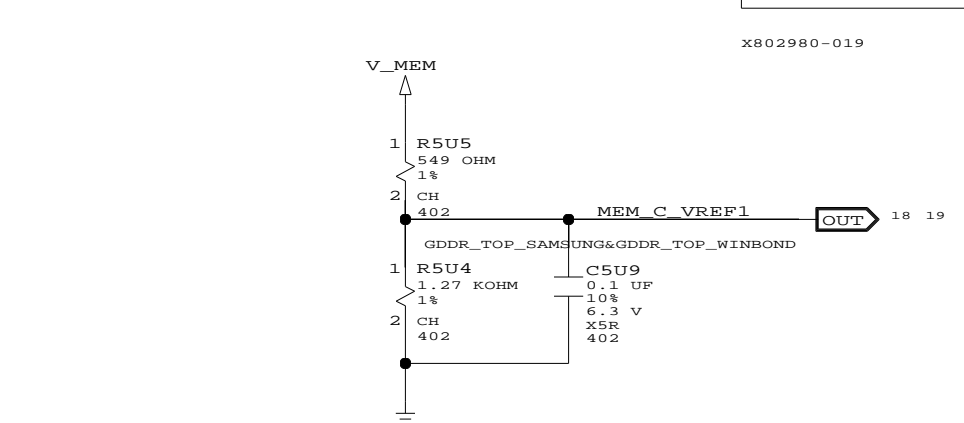 X802980-019
V_MEM
1 R5U5
549 OHM
1%
2 CH
402
MEM_C_VREF1
OUT 18 19
GDDR_TOP_SAMSUNG&GDDR_TOP_WINBOND
1 R5U4
1.27 KOHM
1%
2 CH
402
C5U9
0.1 UF
10%
6.3 V
X5R
402